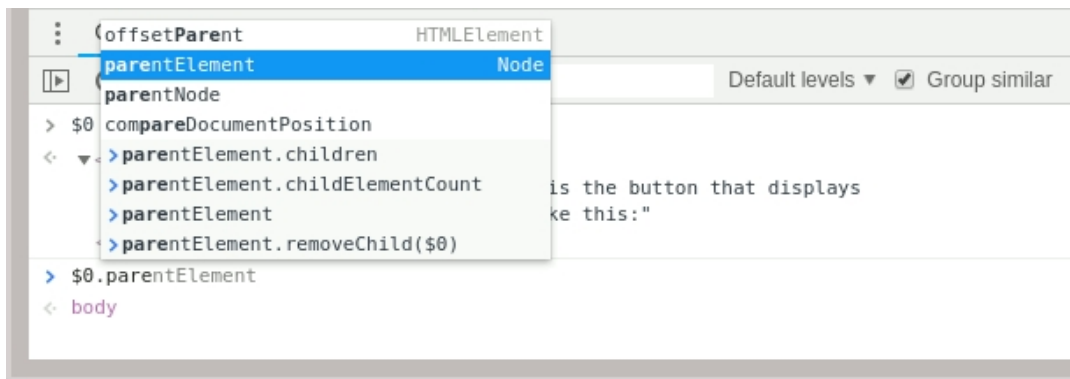 offsetParent HTMLElement
parentElement Node
Default levels ▼ Group similar
parentNode
> $0 compareDocumentPosition
>parentElement.children
>parentElement.childElementCount
is the button that displays
>parentElement
ke this:"
>parentElement.removeChild($0)
> $0.parentElement
body